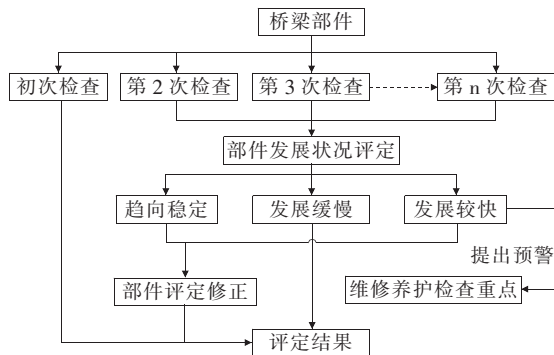 桥梁部件
初次检查
第2次检查
第3次检查
第n次检查
部件发展状况评定
趋向稳定
发展缓慢
发展较快
提出预警
部件评定修正
维修养护检查重点
评定结果